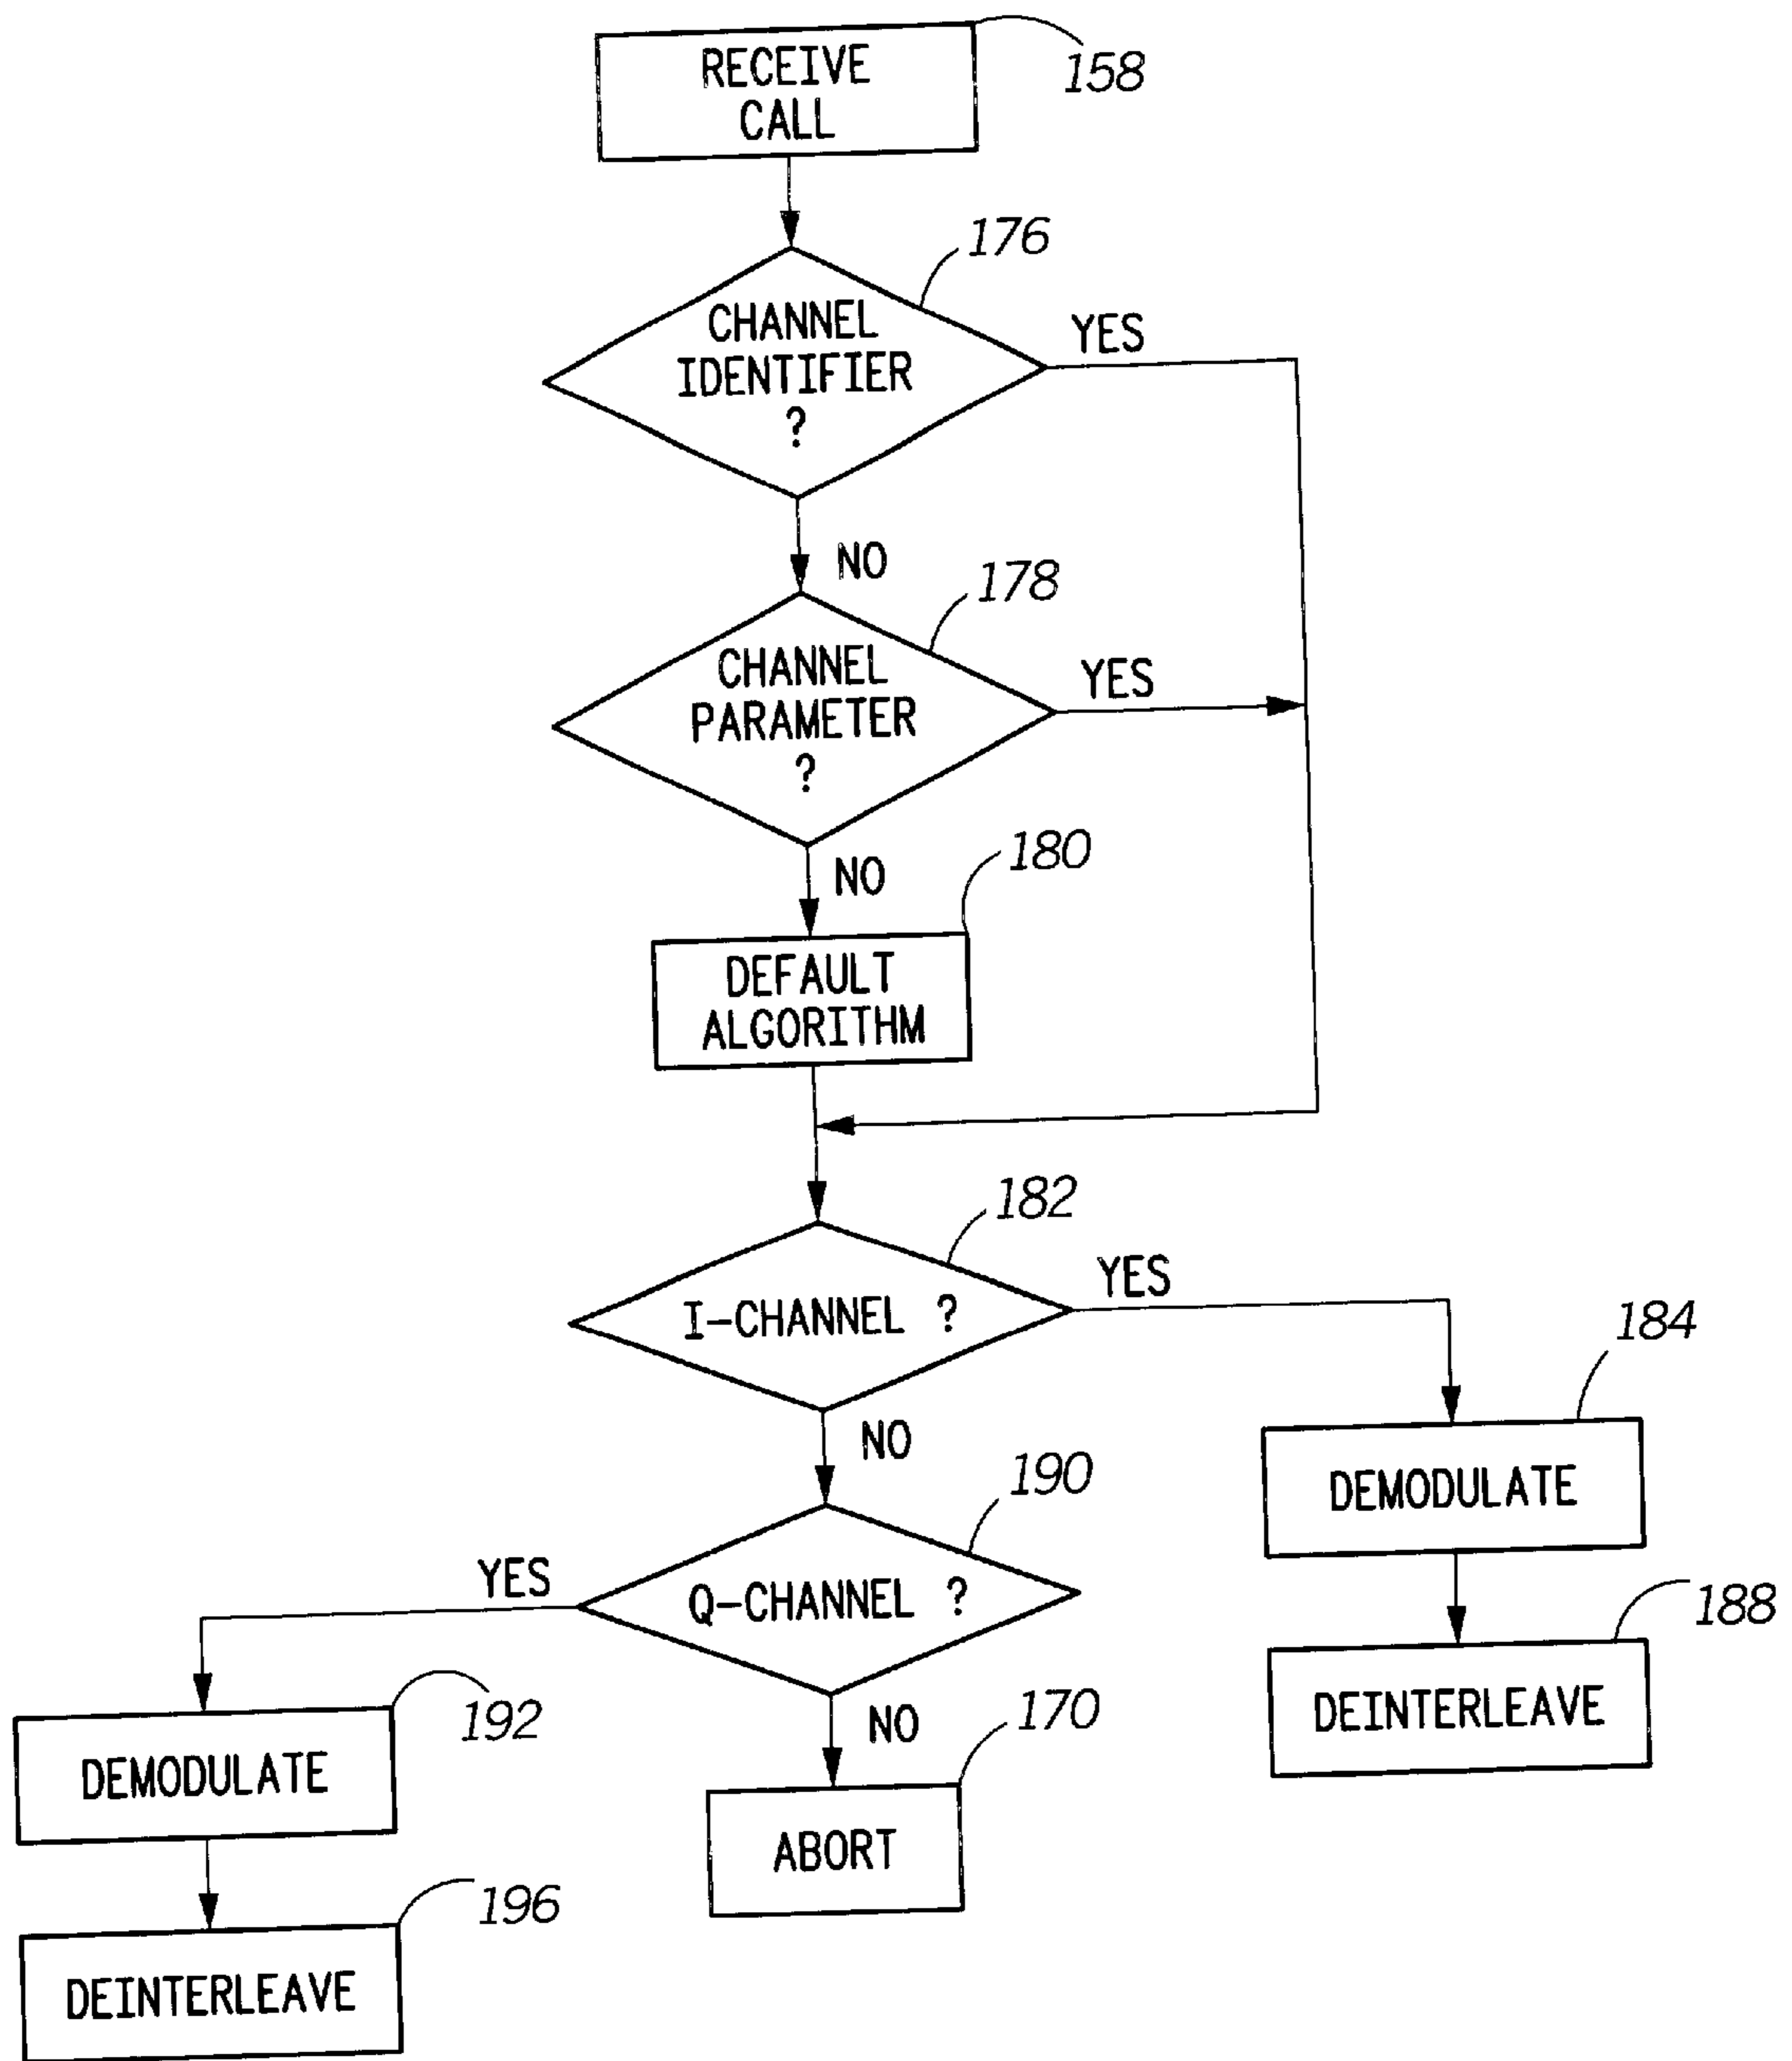 RECEIVE
CALL
158
176
CHANNEL
IDENTIFIER
?
YES
NO
178
CHANNEL
PARAMETER
?
YES
NO
180
DEFAULT
ALGORITHM
182
I-CHANNEL ?
YES
184
NO
DEMODULATE
190
Q-CHANNEL ?
YES
188
DEINTERLEAVE
NO
170
192
DEMODULATE
ABORT
196
DEINTERLEAVE